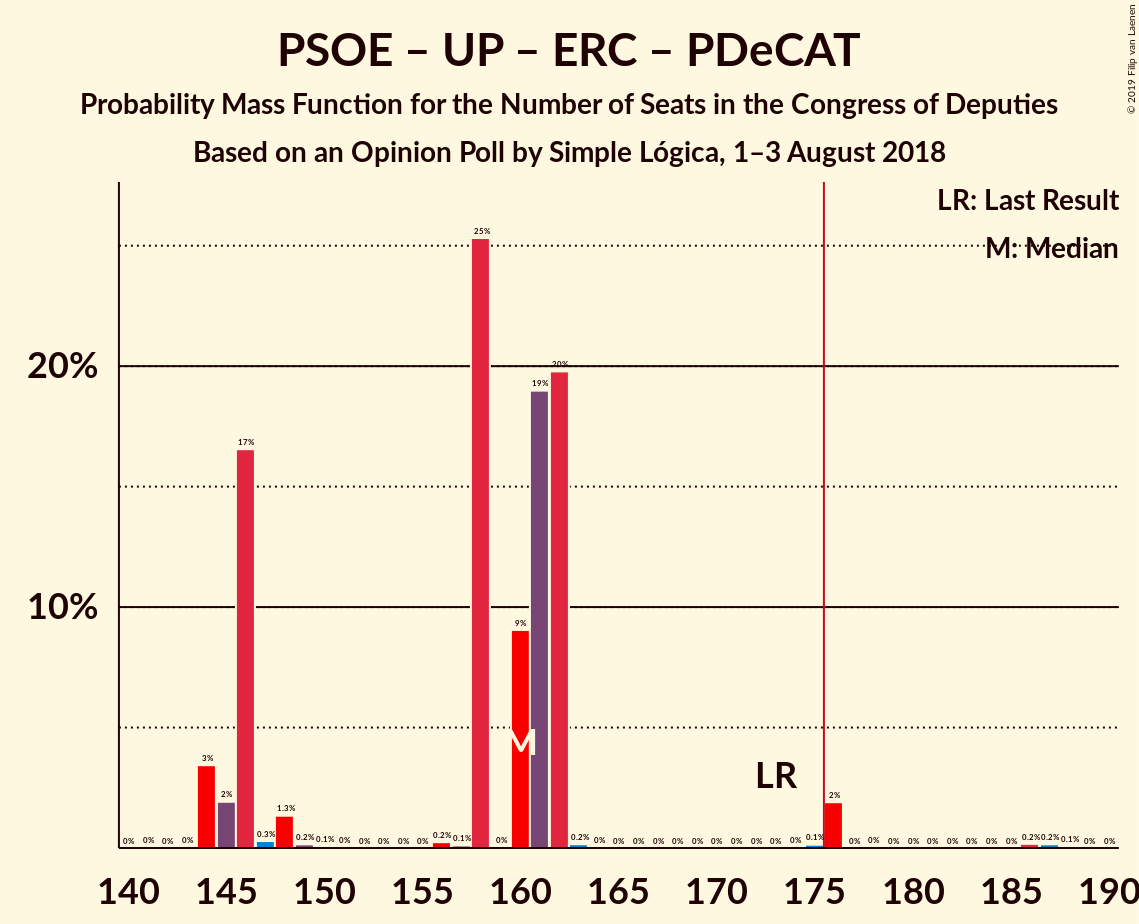 PSOE – UP – ERC – PDeCAT
Probability Mass Function for the Number of Seats in the Congress of Deputies
Based on an Opinion Poll by Simple Lógica, 1–3 August 2018
© 2019 Filip van Laenen
LR: Last Result
M: Median
20%
10%
0% 0% 0% 0% 3% 2% 17% 0.3% 1.3% 0.2% 0.1% 0% 0% 0% 0% 0% 0.2% 0.1% 25% 0% 9% 19% 20% 0.2% 0% 0% 0% 0% 0% 0% 0% 0% 0% 0% 0% 0.1% 2% 0% 0% 0% 0% 0% 0% 0% 0% 0% 0.2% 0.2% 0.1% 0% 0%
M
LR
140 145 150 155 160 165 170 175 180 185 190